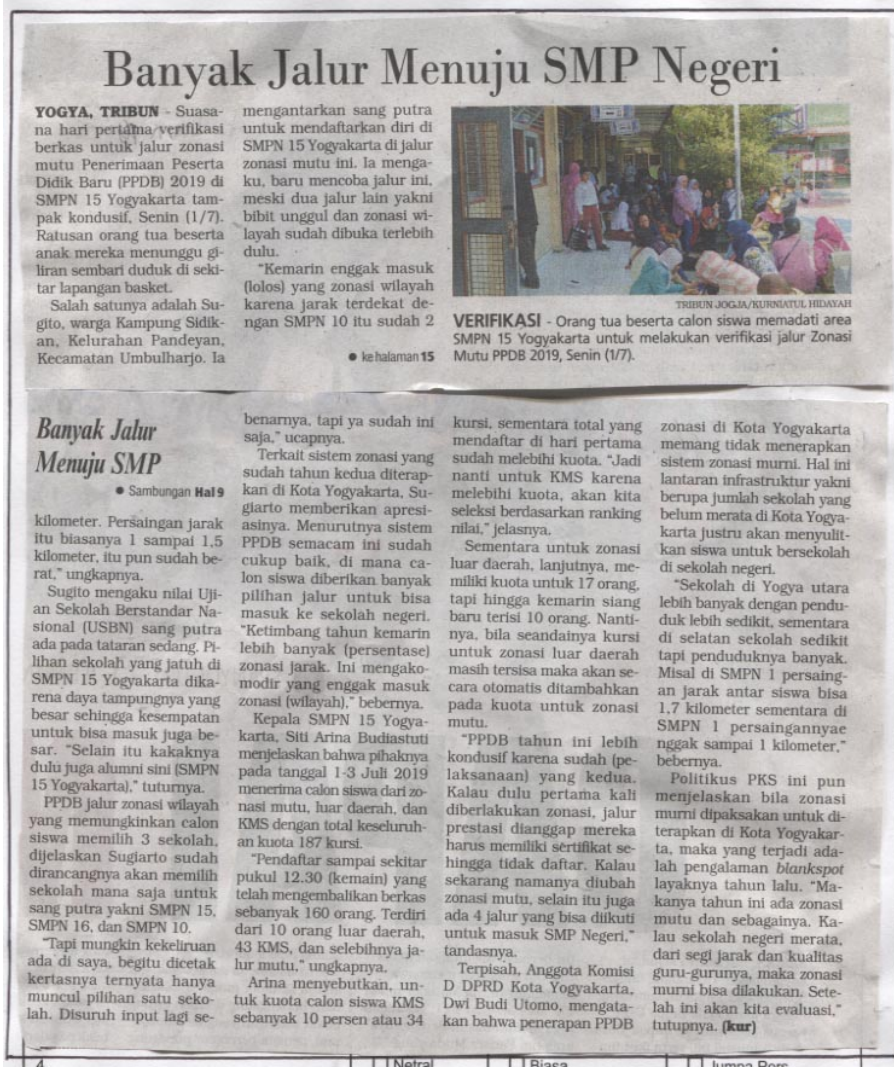 Banyak Jalur Menuju SMP Negeri
YOGYA, TRIBUN - Suasa-
na hari pertama verifikasi
berkas untuk jalur zonasi
mutu Penerimaan Peserta
Didik Baru (PPDB) 2019 di
SMPN 15 Yogyakarta tam-
pak kondusif, Senin (1/7).
Ratusan orang tua beserta
anak mereka menunggu gi-
liran sembari duduk di seki-
tar lapangan basket.
Salah satunya adalah Su-
gito, warga Kampung Sidik-
an, Kelurahan Pandeyan,
Kecamatan Umbulharjo. Ia
mengantarkan sang putra
untuk mendaftarkan diri di
SMPN 15 Yogyakarta di jalur
zonasi mutu ini. Ia menga-
ku, baru mencoba jalur ini,
meski dua jalur lain yakni
bibit unggul dan zonasi wi-
layah sudah dibuka terlebih
dulu.
"Kemarin enggak masuk
(lolos) yang zonasi wilayah
karena jarak terdekat de-
ngan SMPN 10 itu sudah 2
● ke halaman 15
TRIBUN JOGJA/KURNIATUL HIDAYAH
VERIFIKASI - Orang tua beserta calon siswa memadati area
SMPN 15 Yogyakarta untuk melakukan verifikasi jalur Zonasi
Mutu PPDB 2019, Senin (1/7).
Banyak Jalur
Menuju SMP
● Sambungan Hal 9
kilometer. Persaingan jarak
itu biasanya 1 sampai 1,5
kilometer, itu pun sudah be-
rat," ungkapnya.
Sugito mengaku nilai Uji-
an Sekolah Berstandar Na-
sional (USBN) sang putra
ada pada tataran sedang. Pi-
lihan sekolah yang jatuh di
SMPN 15 Yogyakarta dika-
rena daya tampungnya yang
besar sehingga kesempatan
untuk bisa masuk juga be-
sar. "Selain itu kakaknya
dulu juga alumni sini (SMPN
15 Yogyakarta)," tuturnya.
PPDB jalur zonasi wilayah
yang memungkinkan calon
siswa memilih 3 sekolah,
dijelaskan Sugiarto sudah
dirancangnya akan memilih
sekolah mana saja untuk
sang putra yakni SMPN 15,
SMPN 16, dan SMPN 10.
"Tapi mungkin kekeliruan
ada di saya, begitu dicetak
kertasnya ternyata hanya
muncul pilihan satu seko-
lah. Disuruh input lagi se-
benarnya, tapi ya sudah ini
saja," ucapnya.
Terkait sistem zonasi yang
sudah tahun kedua diterap-
kan di Kota Yogyakarta, Su-
giarto memberikan apresi-
asinya. Menurutnya sistem
PPDB semacam ini sudah
cukup baik, di mana ca-
lon siswa diberikan banyak
pilihan jalur untuk bisa
masuk ke sekolah negeri.
"Ketimbang tahun kemarin
lebih banyak (persentase)
zonasi jarak. Ini mengako-
modir yang enggak masuk
zonasi (wilayah)," bebernya.
Kepala SMPN 15 Yogya-
karta, Siti Arina Budiastuti
menjelaskan bahwa pihaknya
pada tanggal 1-3 Juli 2019
menerima calon siswa dari zo-
nasi mutu, luar daerah, dan
KMS dengan total keseluruh-
an kuota 187 kursi.
"Pendaftar sampai sekitar
pukul 12.30 (kemain) yang
telah mengembalikan berkas
sebanyak 160 orang. Terdiri
dari 10 orang luar daerah,
43 KMS, dan selebihnya ja-
lur mutu," ungkapnya.
Arina menyebutkan, un-
tuk kuota calon siswa KMS
sebanyak 10 persen atau 34
kursi, sementara total yang
mendaftar di hari pertama
sudah melebihi kuota. "Jadi
nanti untuk KMS karena
melebihi kuota, akan kita
seleksi berdasarkan ranking
nilai," jelasnya.
Sementara untuk zonasi
luar daerah, lanjutnya, me-
miliki kuota untuk 17 orang,
tapi hingga kemarin siang
baru terisi 10 orang. Nanti-
nya, bila seandainya kursi
untuk zonasi luar daerah
masih tersisa maka akan se-
cara otomatis ditambahkan
pada kuota untuk zonasi
mutu.
"PPDB tahun ini lebih
kondusif karena sudah (pe-
laksanaan) yang kedua.
Kalau dulu pertama kali
diberlakukan zonasi, jalur
prestasi dianggap mereka
harus memiliki sertifikat se-
hingga tidak daftar. Kalau
sekarang namanya diubah
zonasi mutu, selain itu juga
ada 4 jalur yang bisa diikuti
untuk masuk SMP Negeri,"
tandasnya.
Terpisah, Anggota Komisi
D DPRD Kota Yogyakarta,
Dwi Budi Utomo, mengata-
kan bahwa penerapan PPDB
zonasi di Kota Yogyakarta
memang tidak menerapkan
sistem zonasi murni. Hal ini
lantaran infrastruktur yakni
berupa jumlah sekolah yang
belum merata di Kota Yogya-
karta justru akan menyulit-
kan siswa untuk bersekolah
di sekolah negeri.
"Sekolah di Yogya utara
lebih banyak dengan pendu-
duk lebih sedikit, sementara
di selatan sekolah sedikit
tapi penduduknya banyak.
Misal di SMPN 1 persaing-
an jarak antar siswa bisa
1,7 kilometer sementara di
SMPN 1 persaingannyae
nggak sampai 1 kilometer,"
bebernya.
Politikus PKS ini pun
menjelaskan bila zonasi
murni dipaksakan untuk di-
terapkan di Kota Yogyakar-
ta, maka yang terjadi ada-
lah pengalaman blankspot
layaknya tahun lalu. "Ma-
kanya tahun ini ada zonasi
mutu dan sebagainya. Ka-
lau sekolah negeri merata,
dari segi jarak dan kualitas
guru-gurunya, maka zonasi
murni bisa dilakukan. Sete-
lah ini akan kita evaluasi,"
tutupnya. (kur)
4
Netral
Biasa
Jumpa Pers